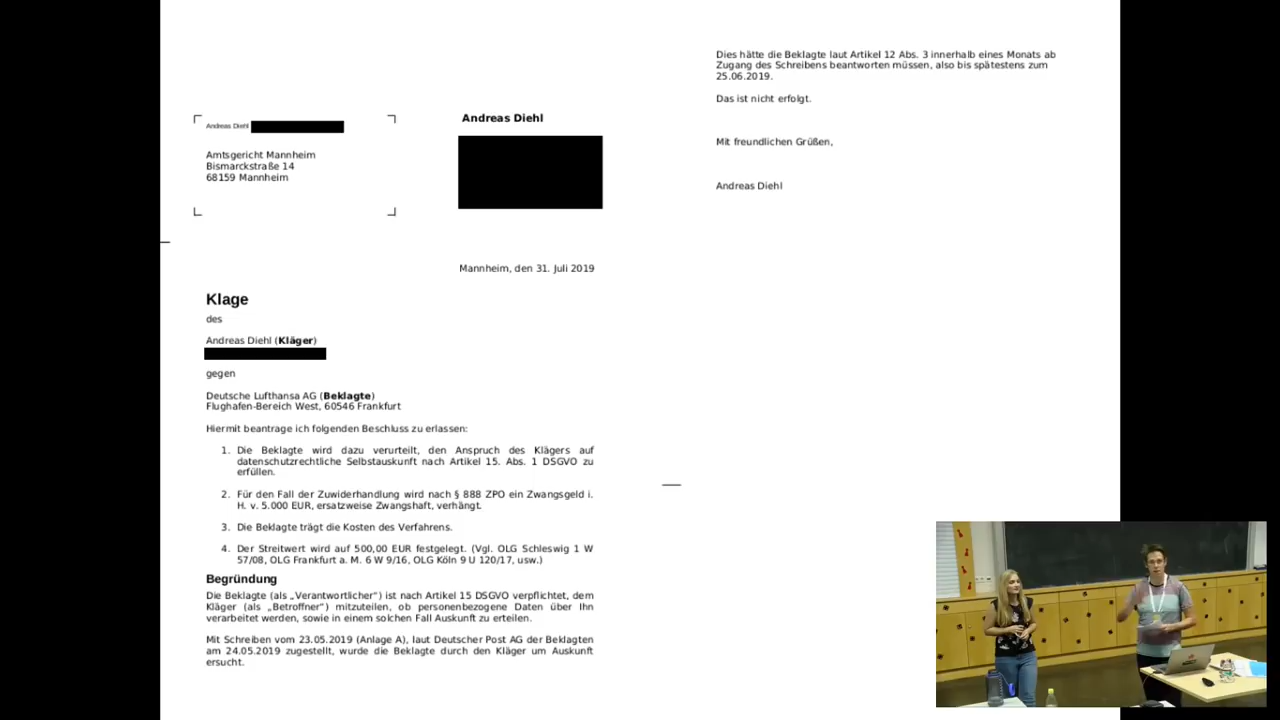 Andreas Diehl
Amtsgericht Mannheim
Bismarckstraße 14
68159 Mannheim
Andreas Diehl
Mannheim, den 31. Juli 2019
Klage
des
Andreas Diehl (Kläger)
gegen
Deutsche Lufthansa AG (Beklagte)
Flughafen-Bereich West, 60546 Frankfurt
Hiermit beantrage ich folgenden Beschluss zu erlassen:
1. Die Beklagte wird dazu verurteilt, den Anspruch des Klägers auf
datenschutzrechtliche Selbstauskunft nach Artikel 15. Abs. 1 DSGVO zu
erfüllen.
2. Für den Fall der Zuwiderhandlung wird nach § 888 ZPO ein Zwangsgeld i.
H. v. 5.000 EUR, ersatzweise Zwangshaft, verhängt.
3. Die Beklagte trägt die Kosten des Verfahrens.
4. Der Streitwert wird auf 500,00 EUR festgelegt. (Vgl. OLG Schleswig 1 W
57/08, OLG Frankfurt a. M. 6 W 9/16, OLG Köln 9 U 120/17, usw.)
Begründung
Die Beklagte (als „Verantwortlicher“) ist nach Artikel 15 DSGVO verpflichtet, dem
Kläger (als „Betroffner“) mitzuteilen, ob personenbezogene Daten über Ihn
verarbeitet werden, sowie in einem solchen Fall Auskunft zu erteilen.
Mit Schreiben vom 23.05.2019 (Anlage A), laut Deutscher Post AG der Beklagten
am 24.05.2019 zugestellt, wurde die Beklagte durch den Kläger um Auskunft
ersucht.
Dies hätte die Beklagte laut Artikel 12 Abs. 3 innerhalb eines Monats ab
Zugang des Schreibens beantworten müssen, also bis spätestens zum
25.06.2019.
Das ist nicht erfolgt.
Mit freundlichen Grüßen,
Andreas Diehl